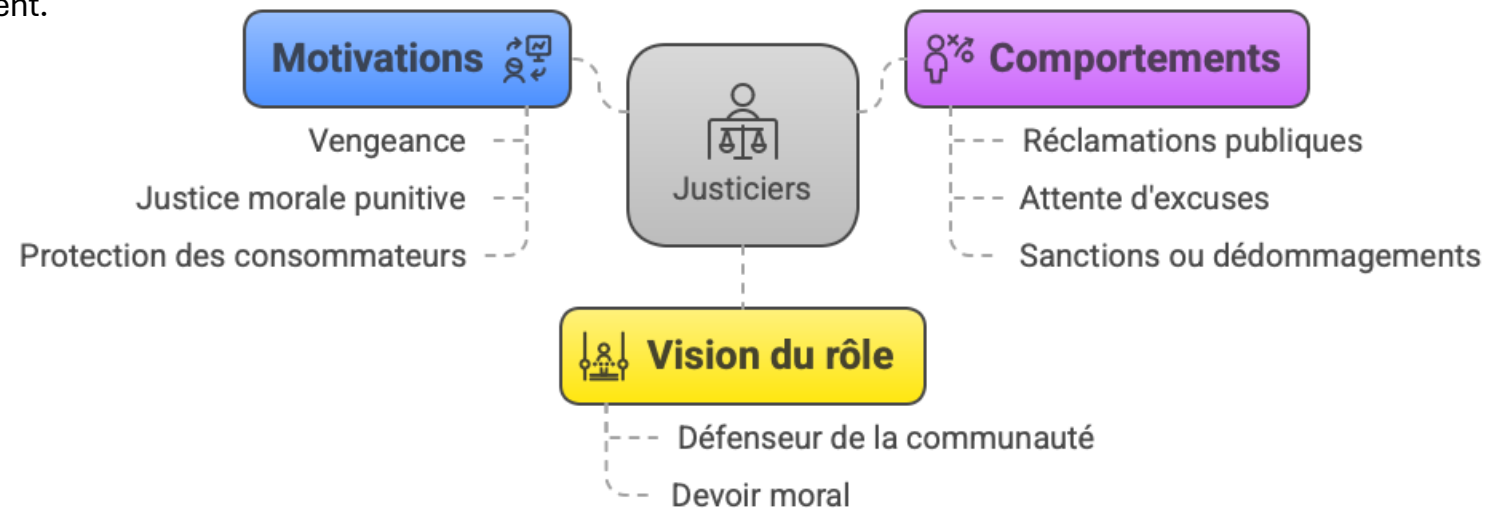 ent.
Motivations
Vengeance
Justice morale punitive
Protection des consommateurs
Justiciers
Comportements
Réclamations publiques
Attente d'excuses
Sanctions ou dédommagements
Vision du rôle
Défenseur de la communauté
Devoir moral